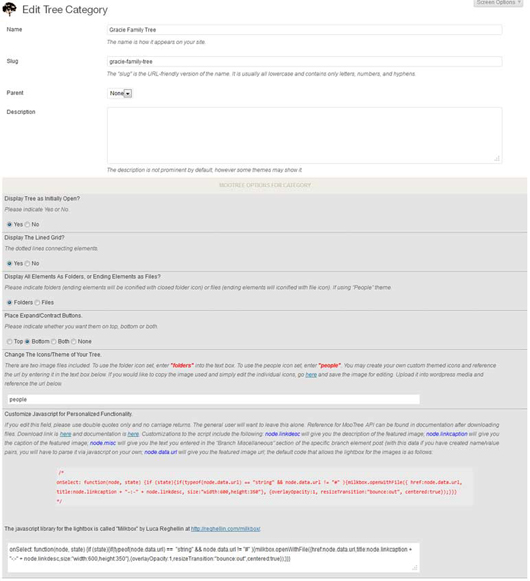 Screen Options
Edit Tree Category
Name
Gracie Family Tree
The name is how it appears on your site.
Slug
gracie-family-tree
The "slug" is the URL-friendly version of the name. It is usually all lowercase and contains only letters, numbers, and hyphens.
Parent
None
Description
The description is not prominent by default, however some themes may show it.
MOOTREE OPTIONS FOR CATEGORY
Display Tree as Initially Open?
Please indicate Yes or No.
Yes No
Display The Lined Grid?
The dotted lines connecting elements.
Yes No
Display All Elements As Folders, or Ending Elements as Files?
Please indicate folders (ending elements will be iconified with closed folder icon) or files (ending elements will iconified with file icon). If using "People" theme
Folders Files
Place Expand/Contract Buttons.
Please indicate whether you want them on top, bottom or both
Top Bottom Both None
Change The Icons/Theme of Your Tree.
There are two image files included. To use the folder icon set, enter "folders" into the text box. To use the people icon set, enter "people". You may create your own custom themed icons and reference
the url by entering it in the text box below. If you would like to copy the image used and simply edit the individual icons, go here and save the image for editing. Upload it into wordpress media and
reference the url below.
people
Customize Javascript for Personalized Functionality.
If you edit this field, please use double quotes only and no carriage returns. The general user will want to leave this alone. Reference for MooTree API can be found in documentation after downloading
files. Download link is here and documentation is here. Customizations to the script include the following: node.linkdesc will give you the description of the featured image, node.linkcaption will give you
the caption of the featured image, node.misc will give you the text you entered in the "Branch Miscellaneous" section of the specific branch element post (with this data if you have created name/value
pairs, you will have to parse it via javascript on your own; node.data.url will give you the featured image url; the default code that allows the lightbox for the images is as follows:
/*
onSelect: function(node, state) {if (state){if(typeof(node.data.url) == "string" && node.data.url != "#" ){milkbox.openWithFile({ href:node.data.url,
title:node.linkcaption + "-:-" + node.linkdesc, size:"width:600,height:350"}, {overlayOpacity:1, resizeTransition:"bounce:out", centered:true});}}}
*/
The javascript library for the lightbox is called "Milkbox" by Luca Reghellin at http://reghellin.com/milkbox/.
onSelect: function(node, state) {if (state){if(typeof(node.data.url) == "string" && node.data.url != "#" ){milkbox.openWithFile({href:node.data.url,title:node.linkcaption +
"-:-" + node.linkdesc,size:"width:600,height:350"},{overlayOpacity:1,resizeTransition:"bounce:out",centered:true});}}}